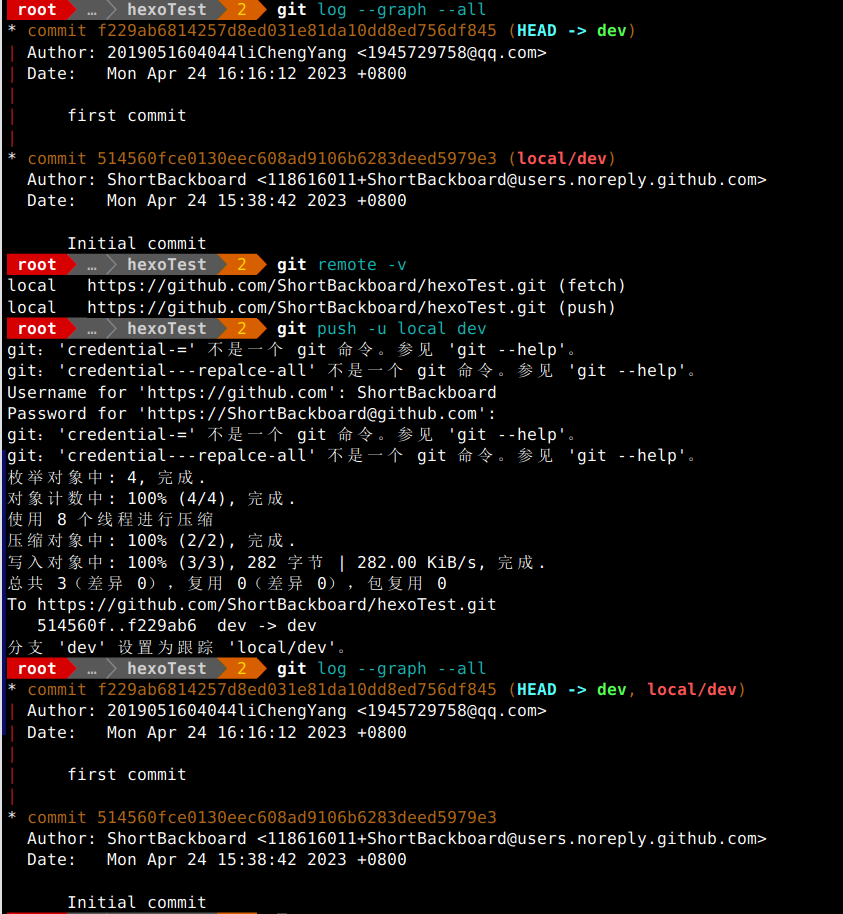 root … hexoTest 2 git log --graph --all
* commit f229ab6814257d8ed031e81da10dd8ed756df845 (HEAD -> dev)
| Author: 2019051604044liChengYang <1945729758@qq.com>
| Date:   Mon Apr 24 16:16:12 2023 +0800
|
|     first commit
|
* commit 514560fce0130eec608ad9106b6283deed5979e3 (local/dev)
  Author: ShortBackboard <118616011+ShortBackboard@users.noreply.github.com>
  Date:   Mon Apr 24 15:38:42 2023 +0800

      Initial commit
root … hexoTest 2 git remote -v
local   https://github.com/ShortBackboard/hexoTest.git (fetch)
local   https://github.com/ShortBackboard/hexoTest.git (push)
root … hexoTest 2 git push -u local dev
git：'credential-=' 不是一个 git 命令。参见 'git --help'。
git：'credential---repalce-all' 不是一个 git 命令。参见 'git --help'。
Username for 'https://github.com': ShortBackboard
Password for 'https://ShortBackboard@github.com':
git：'credential-=' 不是一个 git 命令。参见 'git --help'。
git：'credential---repalce-all' 不是一个 git 命令。参见 'git --help'。
枚举对象中: 4, 完成.
对象计数中: 100% (4/4), 完成.
使用 8 个线程进行压缩
压缩对象中: 100% (2/2), 完成.
写入对象中: 100% (3/3), 282 字节 | 282.00 KiB/s, 完成.
总共 3（差异 0），复用 0（差异 0），包复用 0
To https://github.com/ShortBackboard/hexoTest.git
   514560f..f229ab6  dev -> dev
分支 'dev' 设置为跟踪 'local/dev'。
root … hexoTest 2 git log --graph --all
* commit f229ab6814257d8ed031e81da10dd8ed756df845 (HEAD -> dev, local/dev)
| Author: 2019051604044liChengYang <1945729758@qq.com>
| Date:   Mon Apr 24 16:16:12 2023 +0800
|
|     first commit
|
* commit 514560fce0130eec608ad9106b6283deed5979e3
  Author: ShortBackboard <118616011+ShortBackboard@users.noreply.github.com>
  Date:   Mon Apr 24 15:38:42 2023 +0800

      Initial commit